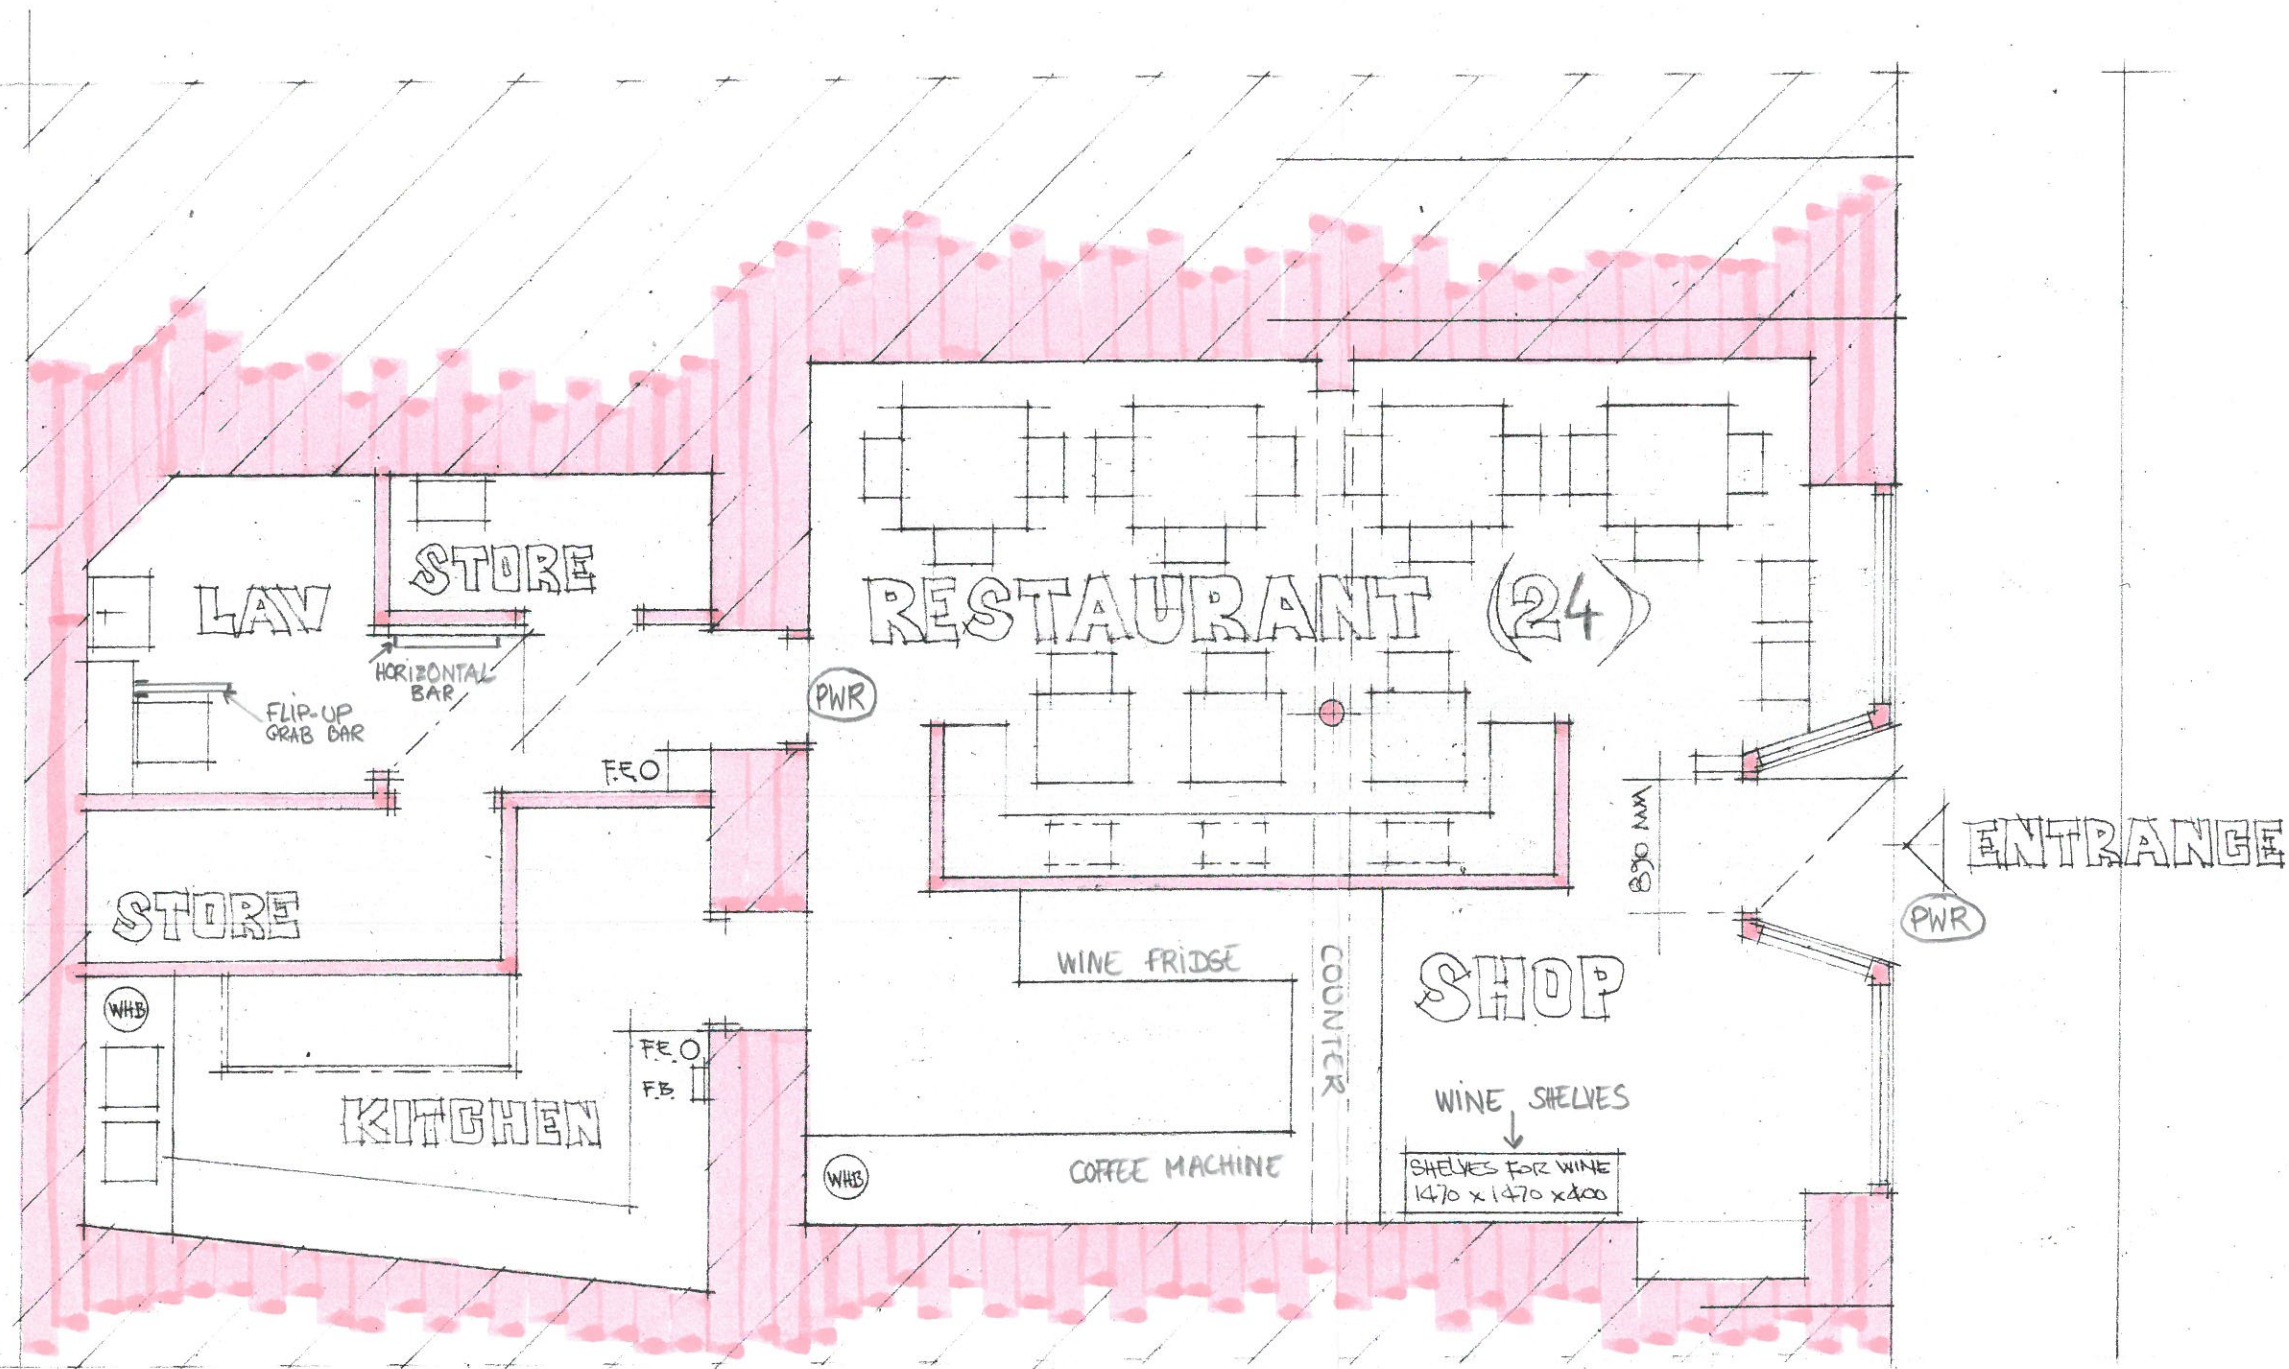 STORE
LAV
HORIZONTAL
BAR
FLIP-UP
GRAB BAR
F.E.
STORE
WHB
KITCHEN
F.E.
F.B.
RESTAURANT (24)
PWR
890 MM
ENTRANCE
PWR
WINE FRIDGE
COUNTER
SHOP
WINE SHELVES
SHELVES FOR WINE
1470 x 1470 x 400
COFFEE MACHINE
WHB